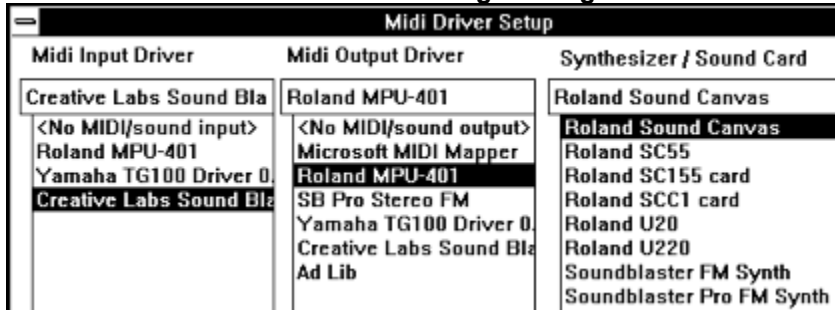 Midi Driver Setup
Midi Input Driver
Creative Labs Sound Bla
<No MIDI/sound input>
Roland MPU-401
Yamaha TG100 Driver 0.
Creative Labs Sound Bla
Midi Output Driver
Roland MPU-401
<No MIDI/sound output>
Microsoft MIDI Mapper
Roland MPU-401
SB Pro Stereo FM
Yamaha TG100 Driver 0.
Creative Labs Sound Bla
Ad Lib
Synthesizer / Sound Card
Roland Sound Canvas
Roland Sound Canvas
Roland SC55
Roland SC155 card
Roland SCC1 card
Roland U20
Roland U220
Soundblaster FM Synth
Soundblaster Pro FM Synth